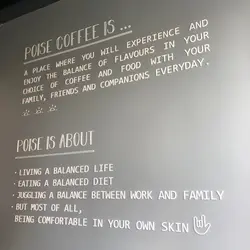 POISE COFFEE IS ...
A PLACE WHERE YOU WILL EXPERIENCE AND
ENJOY THE BALANCE OF FLAVOURS IN YOUR
CHOICE OF COFFEE AND FOOD WITH YOUR
FAMILY, FRIENDS AND COMPANIONS EVERYDAY.
POISE IS ABOUT
• LIVING A BALANCED LIFE
• EATING A BALANCED DIET
• JUGGLING A BALANCE BETWEEN WORK AND FAMILY
• BUT MOST OF ALL,
BEING COMFORTABLE IN YOUR OWN SKIN